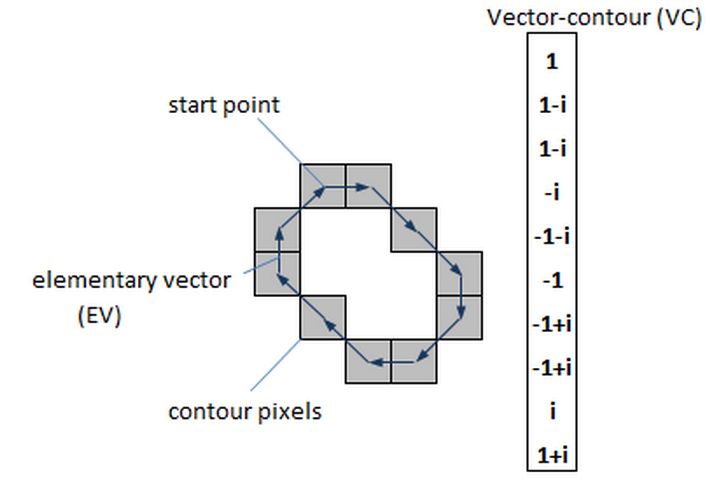 Vector-contour (VC)
1
1-i
1-i
-i
-1-i
-1
-1+i
-1+i
i
1+i
start point
elementary vector
(EV)
contour pixels